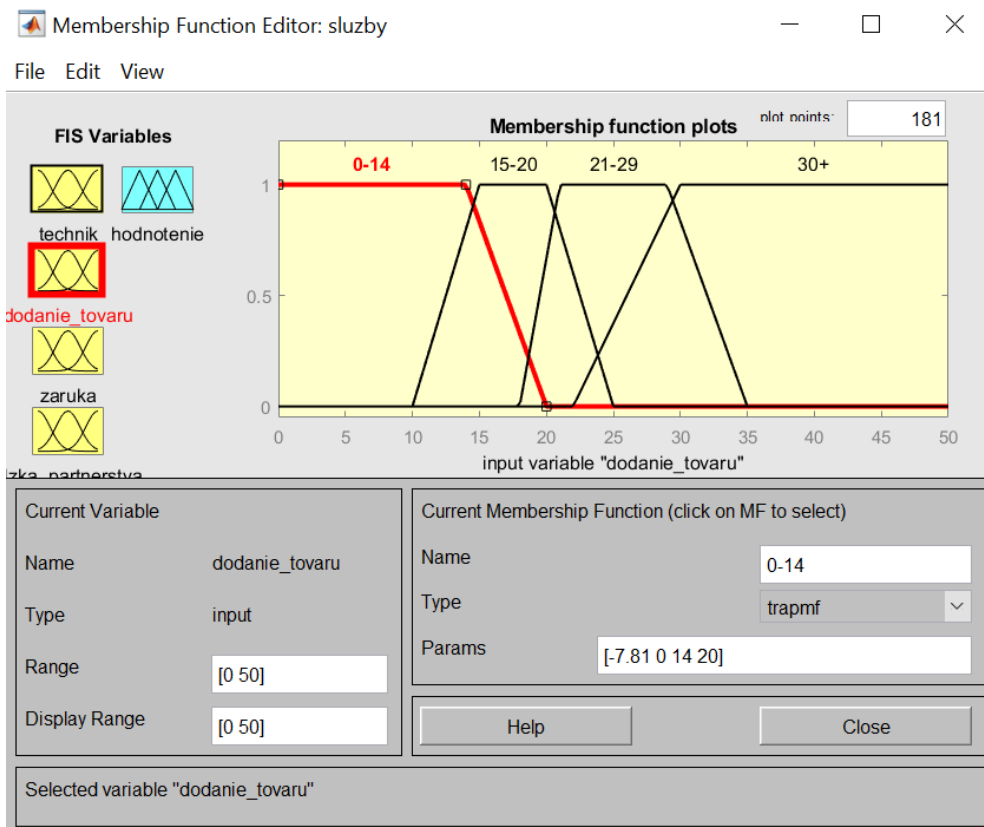 Membership Function Editor: sluzby
File Edit View
FIS Variables
technik hodnotenie
dodanie_tovaru
zaruka
dzka_partnerstva
Membership function plots
plot points: 181
0-14 15-20 21-29 30+
1
0.5
0
0 5 10 15 20 25 30 35 40 45 50
input variable "dodanie_tovaru"
Current Variable
Name dodanie_tovaru
Type input
Range [0 50]
Display Range [0 50]
Current Membership Function (click on MF to select)
Name 0-14
Type trapmf
Params [-7.81 0 14 20]
Help Close
Selected variable "dodanie_tovaru"